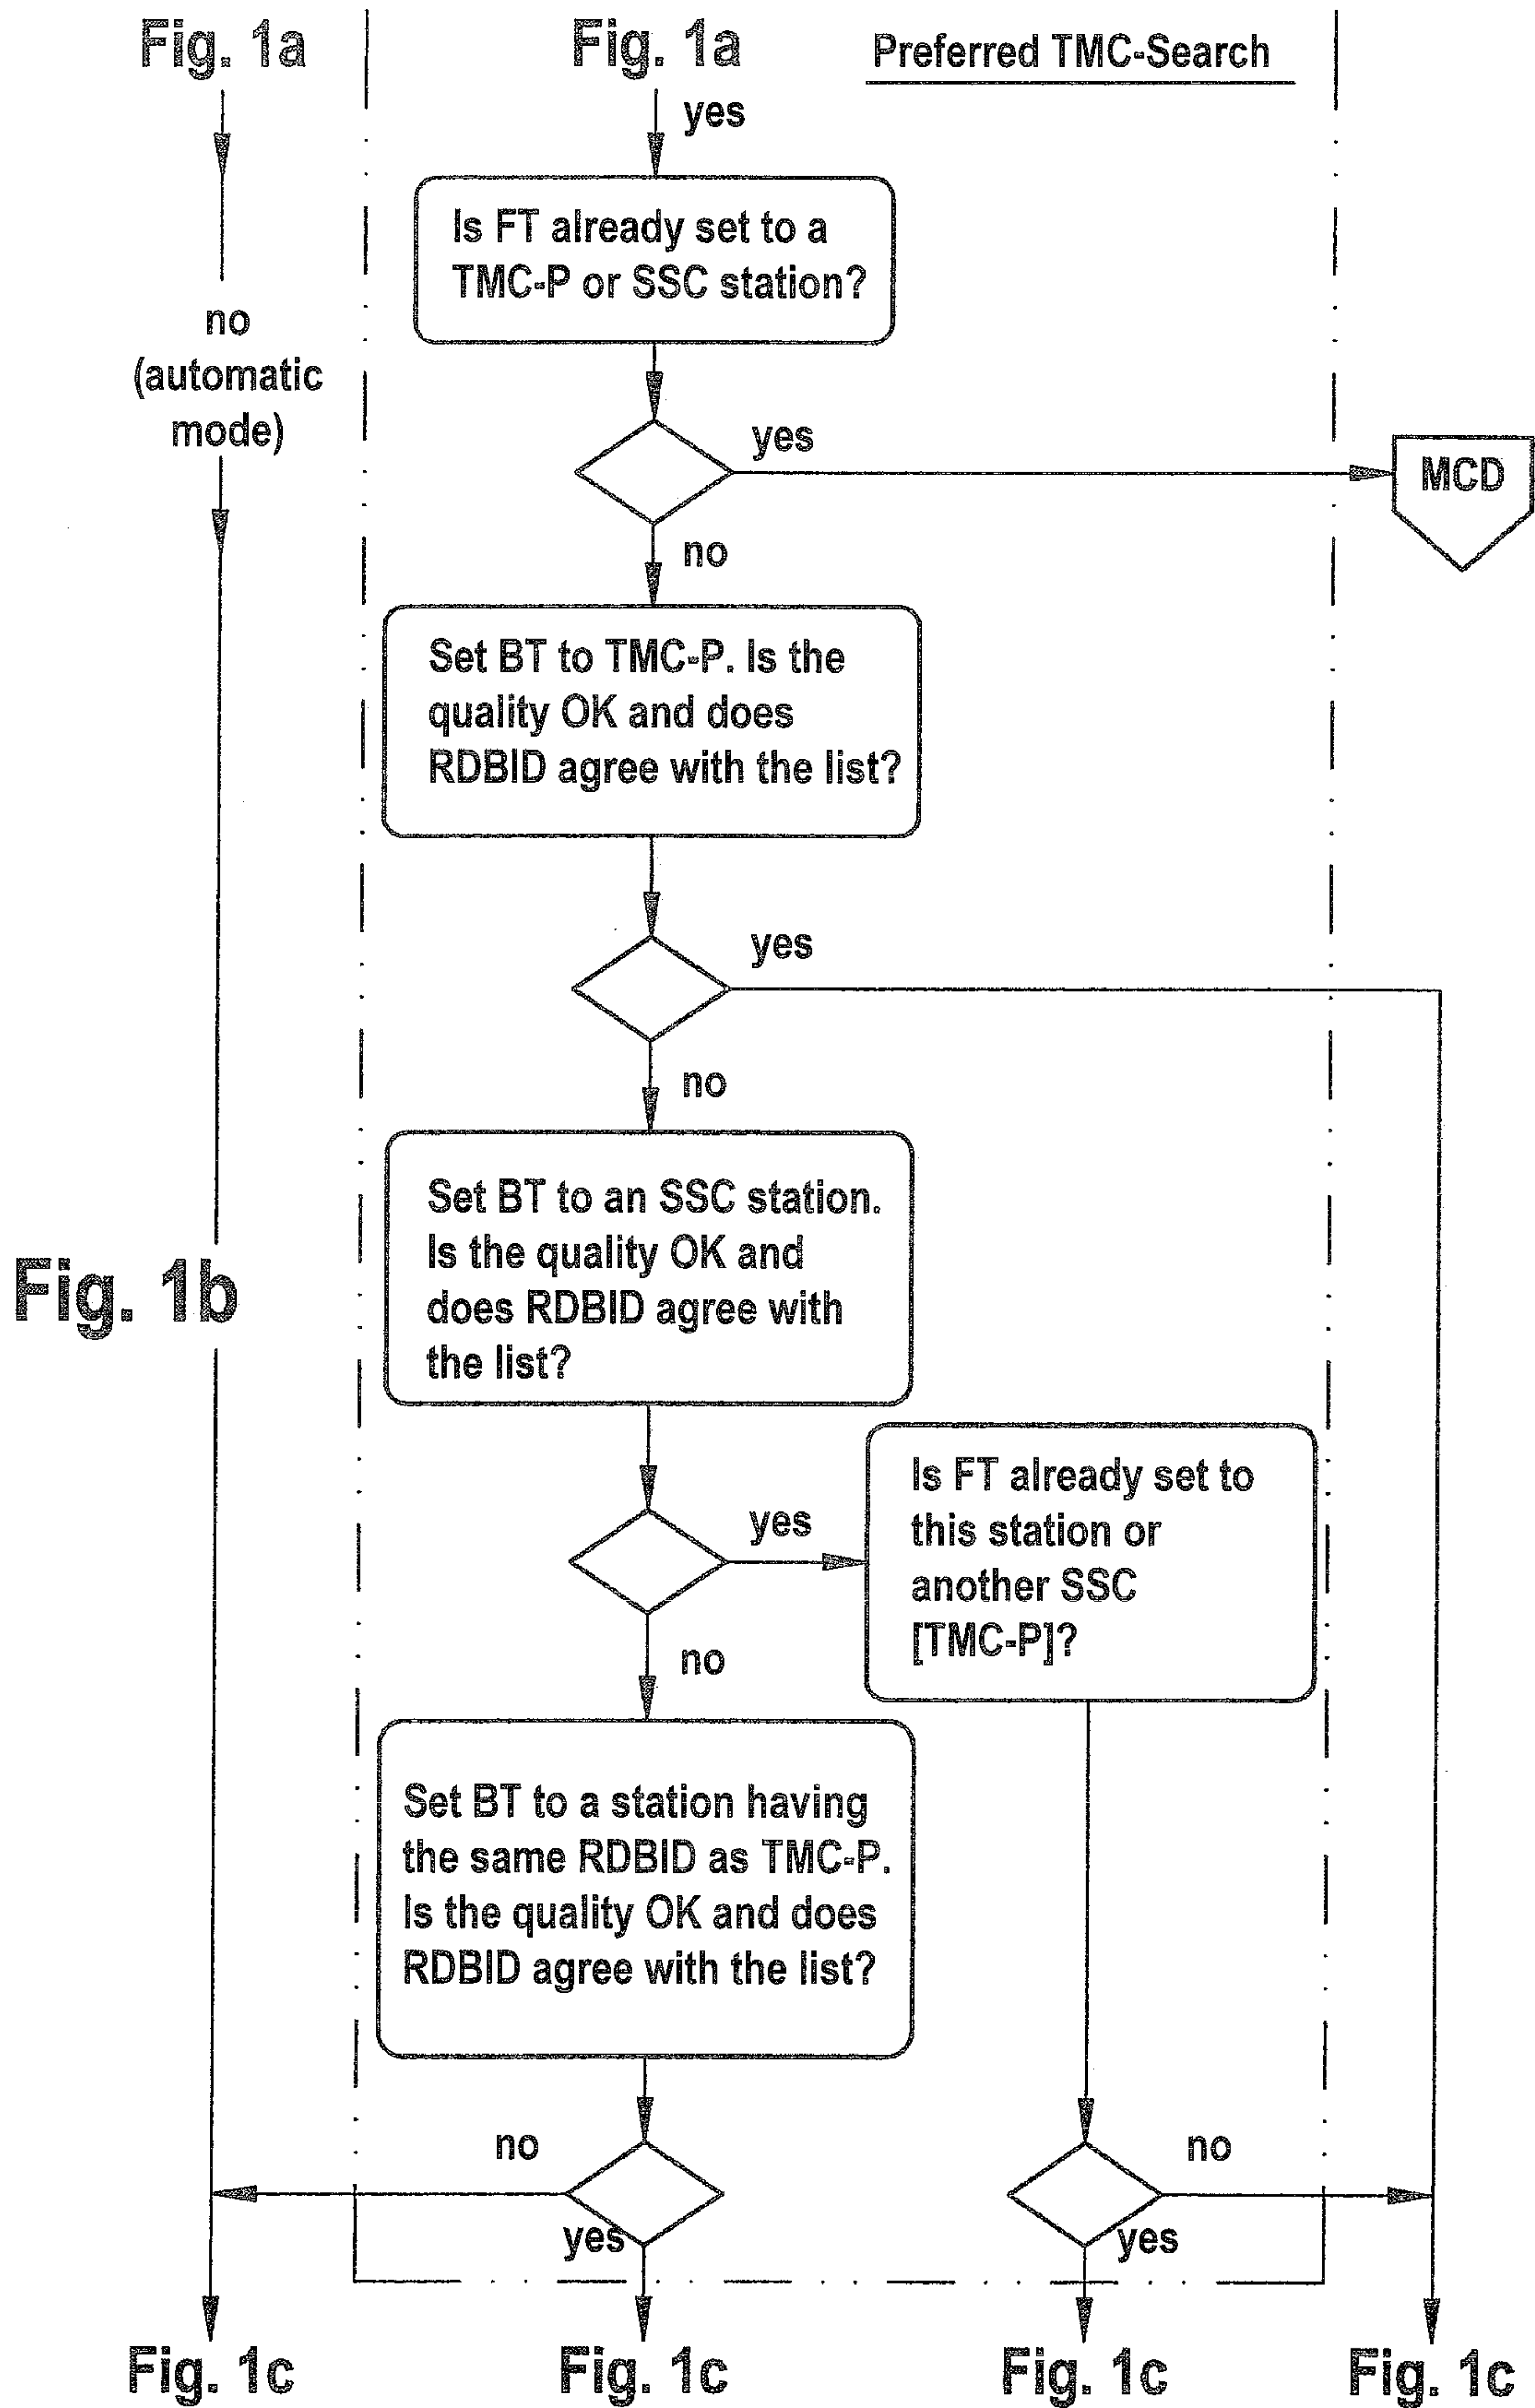 Fig. 1a
Fig. 1a
Preferred TMC-Search
yes
Is FT already set to a
TMC-P or SSC station?
no
(automatic
mode)
yes
MCD
no
Set BT to TMC-P. Is the
quality OK and does
RDBID agree with the list?
yes
no
Set BT to an SSC station.
Is the quality OK and
does RDBID agree with
the list?
Fig. 1b
yes
Is FT already set to
this station or
another SSC
[TMC-P]?
no
Set BT to a station having
the same RDBID as TMC-P.
Is the quality OK and does
RDBID agree with the list?
no
yes
no
yes
Fig. 1c
Fig. 1c
Fig. 1c
Fig. 1c